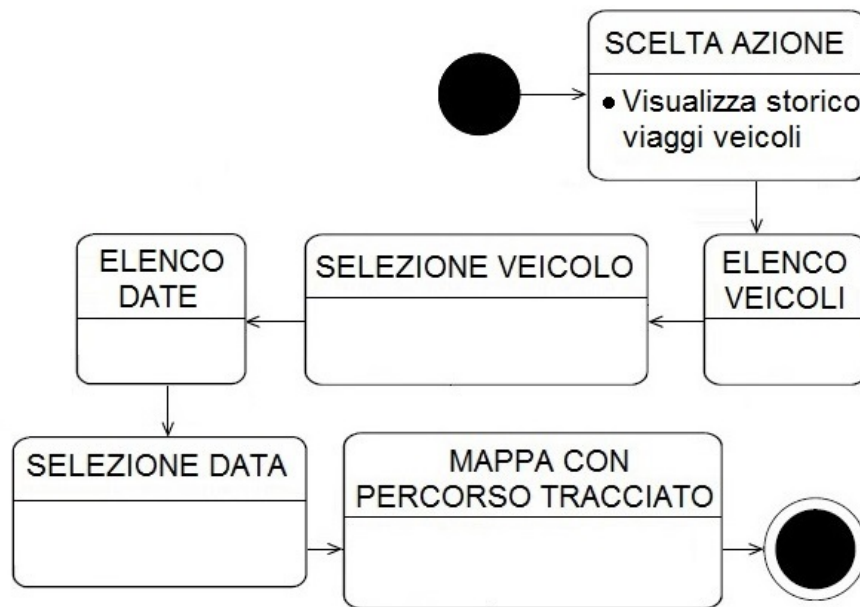 SCELTA AZIONE
● Visualizza storico
viaggi veicoli
ELENCO
VEICOLI
SELEZIONE VEICOLO
ELENCO
DATE
SELEZIONE DATA
MAPPA CON
PERCORSO TRACCIATO